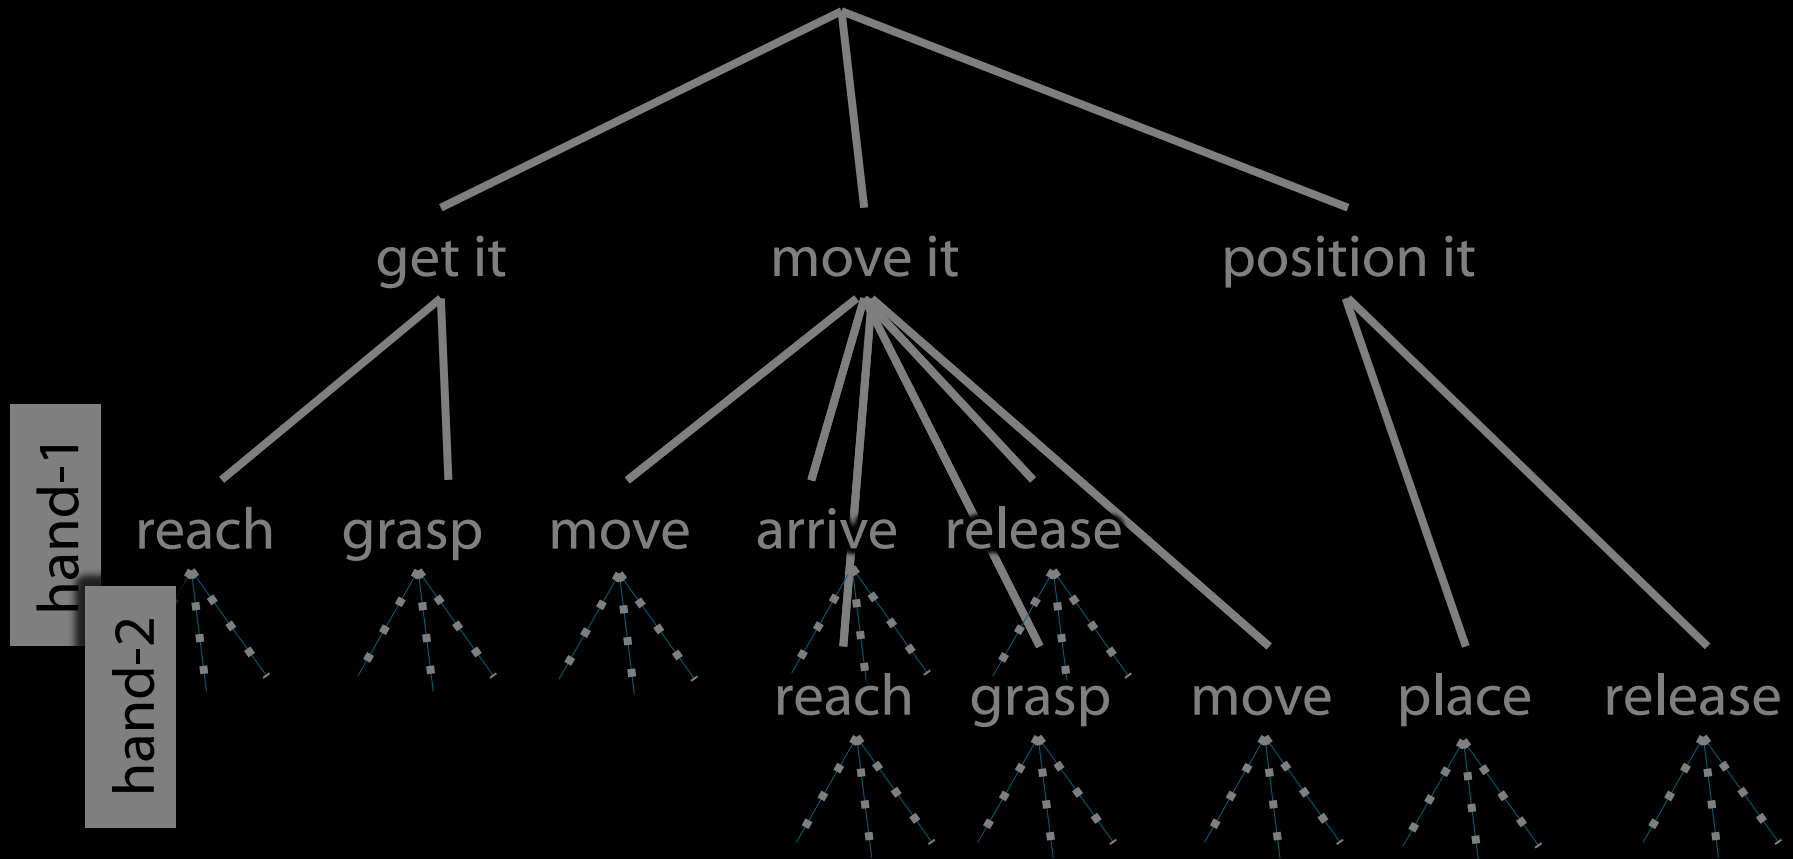 get it move it position it
hand-1
reach grasp move arrive release
hand-2
reach grasp move place release